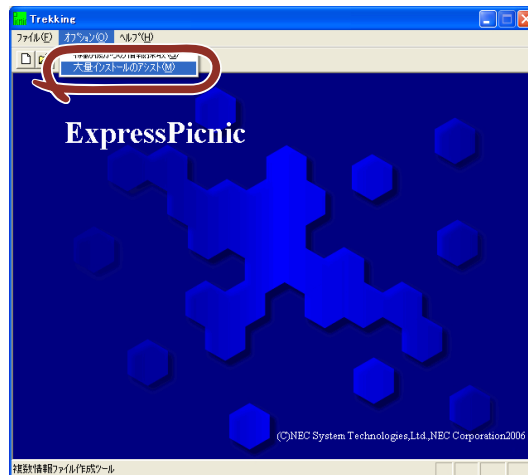 Trekking
ファイル(F) オプション(O) ヘルプ(H)
大量インストールのアシスト(M)
ExpressPicnic
(C)NEC System Technologies,Ltd.,NEC Corporation2006
複数情報ファイル作成ツール